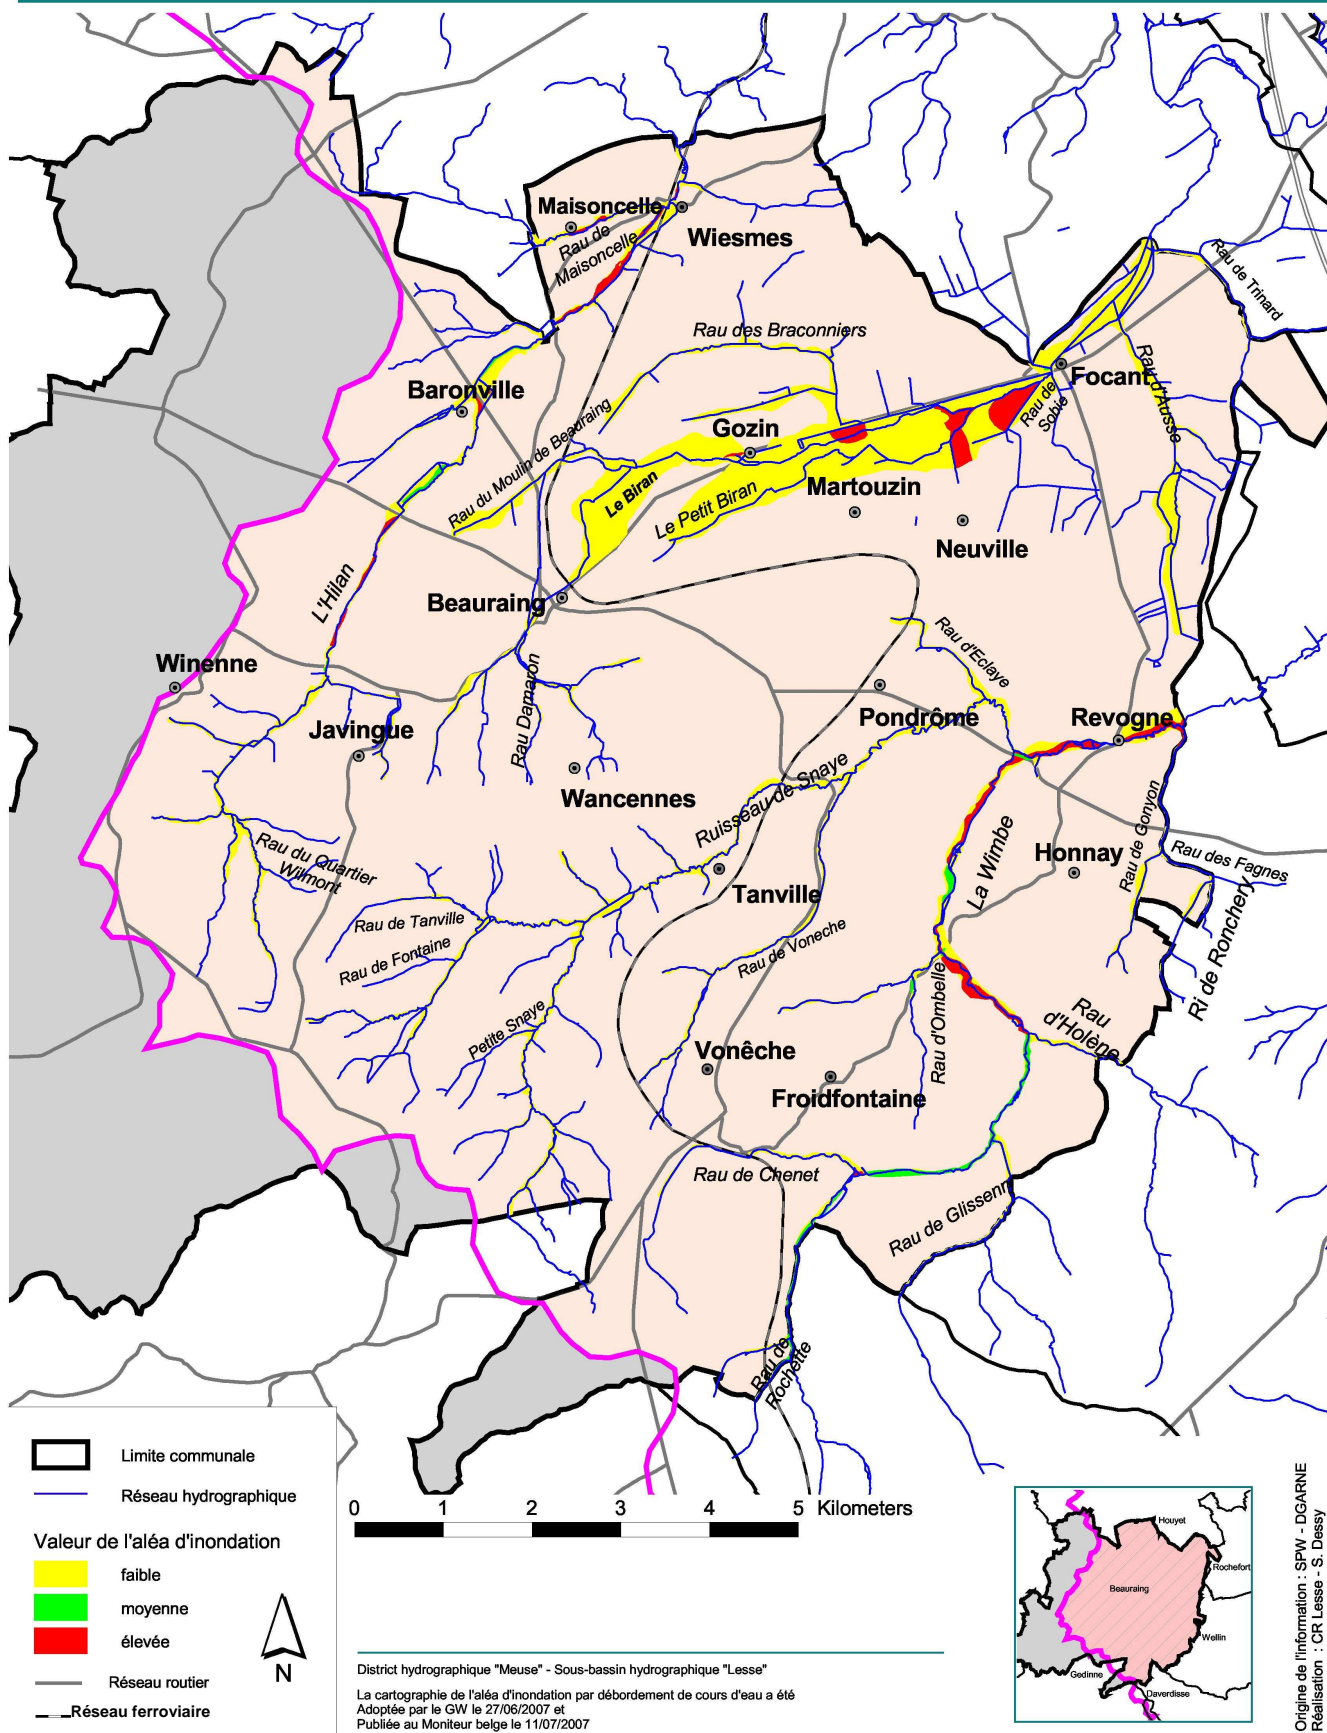 Maisoncelle
Rau de
Maisoncelle
Wiesmes
Rau de Trinard
Rau des Braconniers
Rau d'Ausse
Focant
Baronville
Rau de
Sobie
Gozin
Rau du Moulin de Beauraing
Le Biran
Le Petit Biran
Martouzin
Neuville
L'Hilan
Beauraing
Rau d'Eclaye
Winenne
Rau Damaron
Javingue
Pondrôme
Revogne
Wancennes
Ruisseau de Snaye
Rau de Gonyon
La Wimbe
Honnay
Rau des Fagnes
Rau du Quartier
Wilmont
Tanville
Rau de Tanville
Rau de Fontaine
Rau de Voneche
Ri de Ronchery
Rau d'Ombelle
Rau
d'Holène
Petite Snaye
Vonêche
Froidfontaine
Rau de Chenet
Rau de Glissenn
Rau de
Rochette
Limite communale
Réseau hydrographique
Valeur de l'aléa d'inondation
faible
moyenne
élevée
Réseau routier
Réseau ferroviaire
N
0 1 2 3 4 5 Kilometers
District hydrographique "Meuse" - Sous-bassin hydrographique "Lesse"
La cartographie de l'aléa d'inondation par débordement de cours d'eau a été
Adoptée par le GW le 27/06/2007 et
Publiée au Moniteur belge le 11/07/2007
Houyet
Rochefort
Beauraing
Wellin
Gedinne
Daverdisse
Origine de l'information : SPW - DGARNE
Réalisation : CR Lesse - S. Dessy